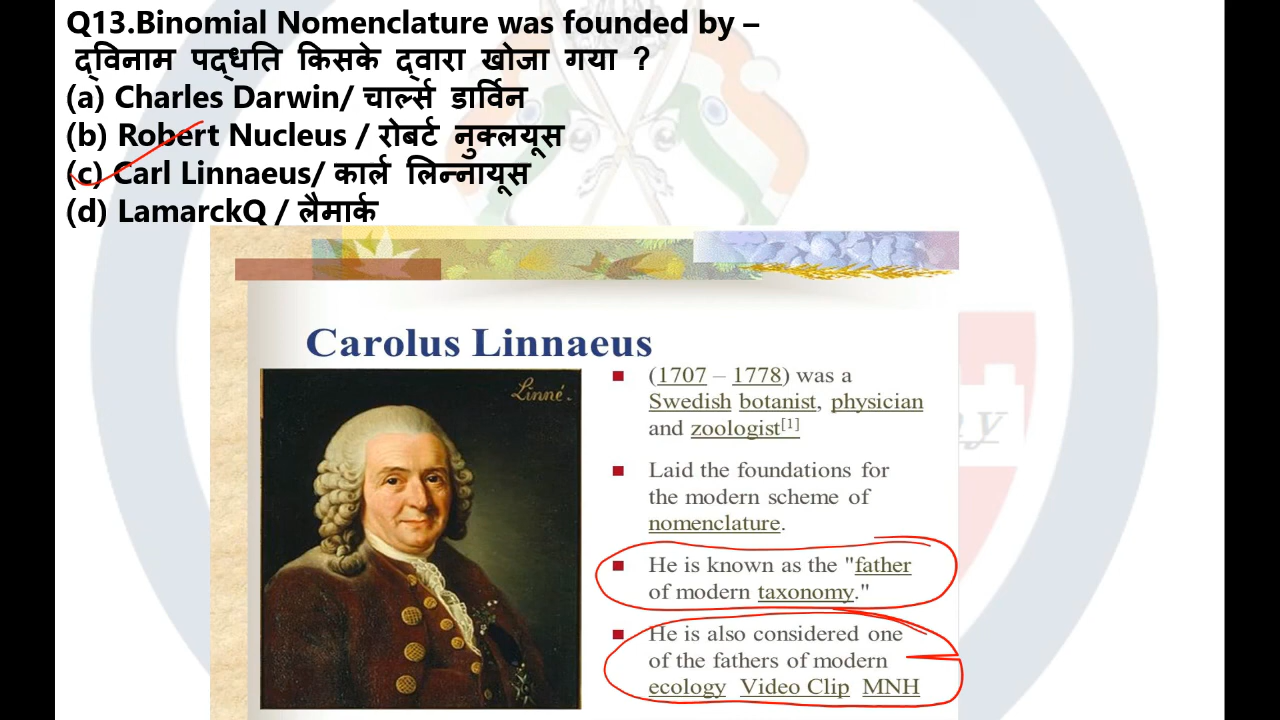 Q13.Binomial Nomenclature was founded by –
द्विनाम पद्धति किसके द्वारा खोजा गया ?
(a) Charles Darwin/ चार्ल्स डार्विन
(b) Robert Nucleus / रोबर्ट नुक्लयूस
(c) Carl Linnaeus/ कार्ल लिन्नायूस
(d) LamarckQ / लैमार्क
Carolus Linnaeus
Linné.
(1707 – 1778) was a
Swedish botanist, physician
and zoologist[1]
Laid the foundations for
the modern scheme of
nomenclature.
He is known as the "father
of modern taxonomy."
He is also considered one
of the fathers of modern
ecology Video Clip MNH